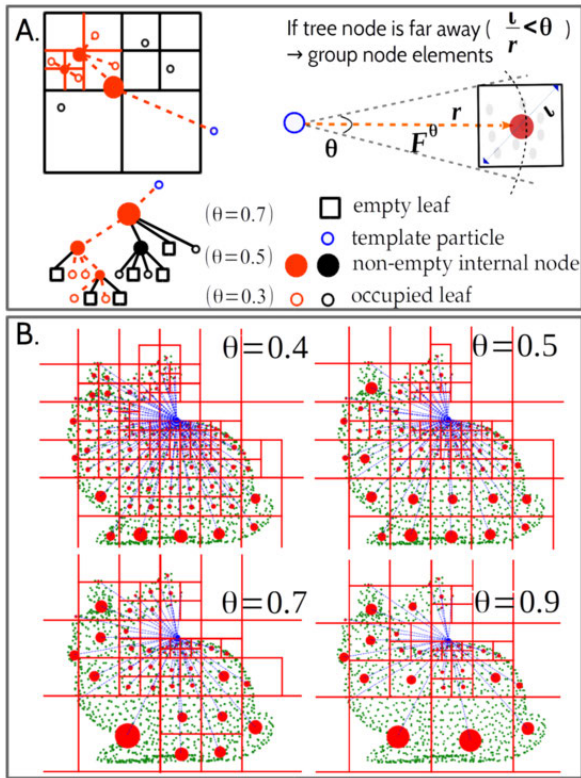 A.
If tree node is far away ( ι/r <θ)
→ group node elements
r
ι
θ
F^θ
(θ=0.7)
(θ=0.5)
(θ=0.3)
empty leaf
template particle
non-empty internal node
occupied leaf
B.
θ=0.4
θ=0.5
θ=0.7
θ=0.9